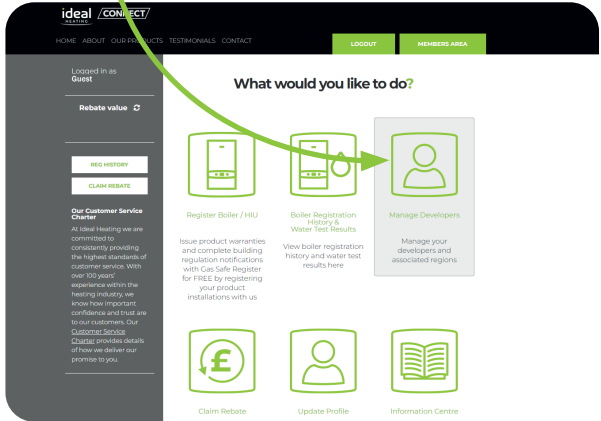 ideal
HEATING
CONNECT
HOME ABOUT OUR PRODUCTS TESTIMONIALS CONTACT
LOGOUT
MEMBERS AREA
Logged in as
Guest
Rebate value
REG HISTORY
CLAIM REBATE
Our Customer Service
Charter
At Ideal Heating we are
committed to
consistently providing
the highest standards of
customer service. With
over 100 years'
experience within the
heating industry, we
know how important
confidence and trust are
to our customers. Our
Customer Service
Charter provides details
of how we deliver our
promise to you.
What would you like to do?
Register Boiler / HIU
Issue product warranties
and complete building
regulation notifications
with Gas Safe Register
for FREE by registering
your product
installations with us
Boiler Registration
History &
Water Test Results
View boiler registration
history and water test
results here
Manage Developers
Manage your
developers and
associated regions
£
Claim Rebate
Update Profile
Information Centre